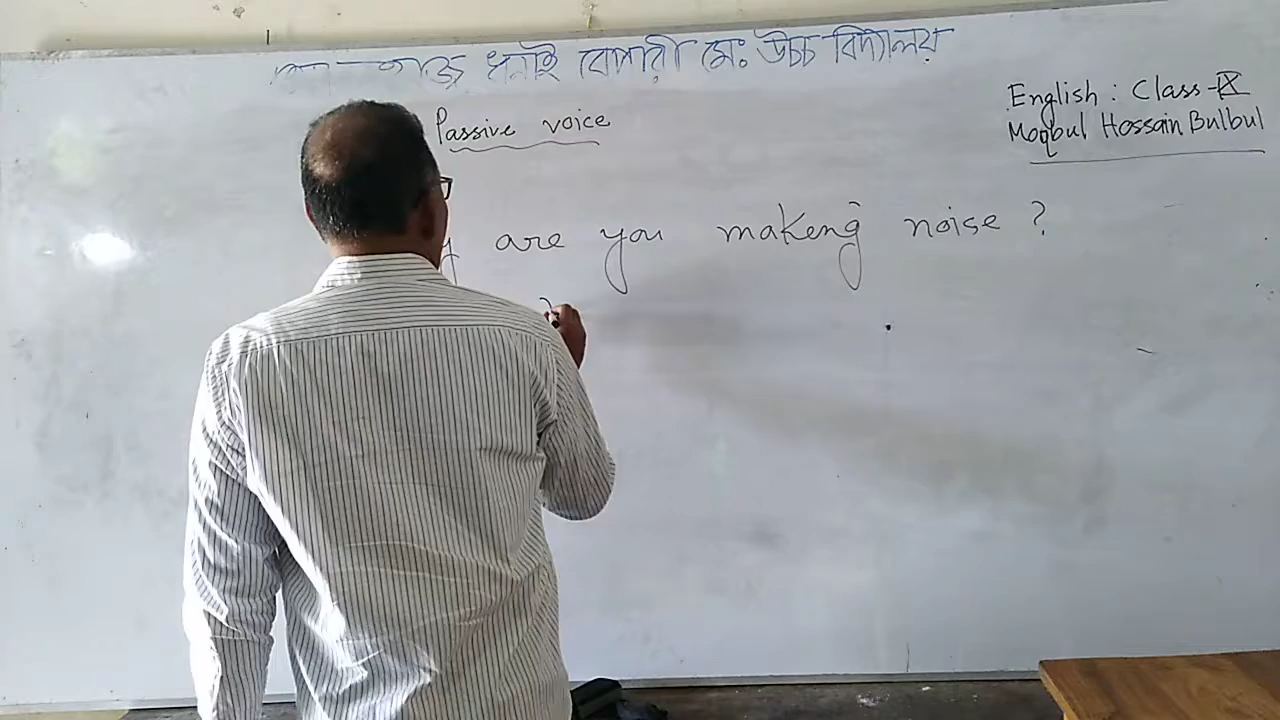 ধনাই বেপারী মেঃ উচ্চ বিদ্যালয়
Passive voice
English : Class-IX
Moqbul Hossain Bulbul
are you makeng noise ?